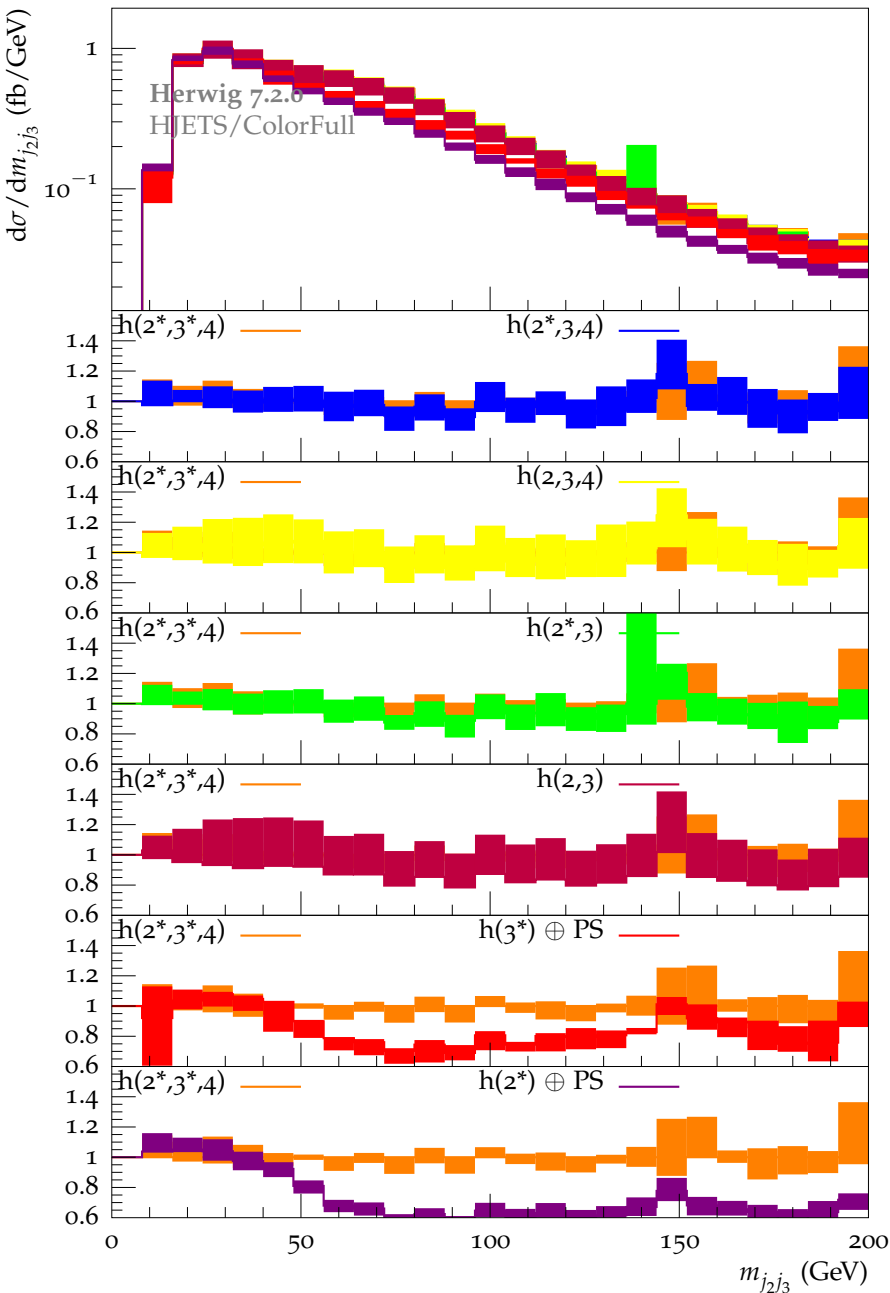 dσ/dm_{j₂j₃} (fb/GeV)
1
10⁻¹
Herwig 7.2.0
HJETS/ColorFull
h(2*,3*,4) h(2*,3,4)
1.4
1.2
1
0.8
0.6
h(2*,3*,4) h(2,3,4)
1.4
1.2
1
0.8
0.6
h(2*,3*,4) h(2*,3)
1.4
1.2
1
0.8
0.6
h(2*,3*,4) h(2,3)
1.4
1.2
1
0.8
0.6
h(2*,3*,4) h(3*) ⊕ PS
1.4
1.2
1
0.8
0.6
h(2*,3*,4) h(2*) ⊕ PS
1.4
1.2
1
0.8
0.6
0 50 100 150 200
m_{j₂j₃} (GeV)